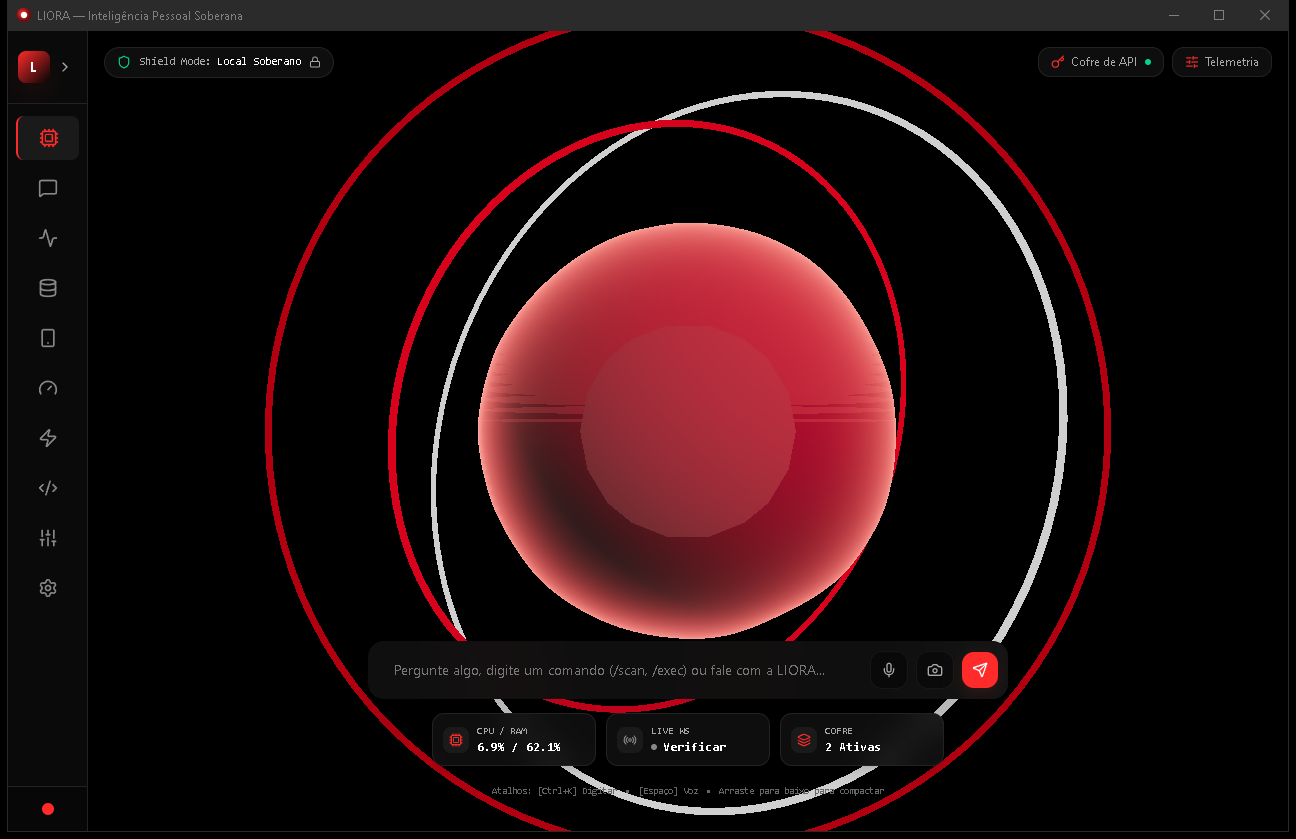 LIORA — Inteligência Pessoal Soberana
L
Shield Mode: Local Soberano
Cofre de API
Telemetria
Pergunte algo, digite um comando (/scan, /exec) ou fale com a LIORA...
CPU / RAM
6.9% / 62.1%
LIVE WS
Verificar
COFRE
2 Ativas
Atalhos: [Ctrl+K] Digitar • [Espaço] Voz • Arraste para baixo para compactar